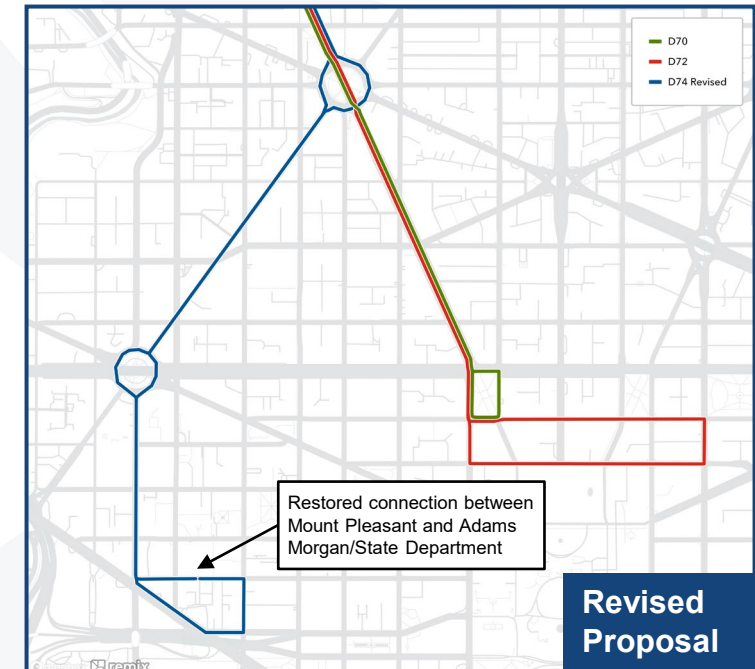 D70
D72
D74 Revised
Restored connection between
Mount Pleasant and Adams
Morgan/State Department
Revised
Proposal
remix